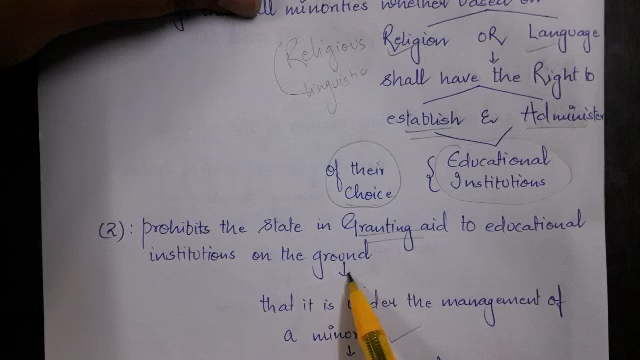 all minorities whether based on
Religion OR Language
(Religious
Linguistic
shall have the Right to
establish & Administer
of their
Choice
{ Educational
Institutions
(2): prohibits the State in Granting aid to educational
institutions on the ground
that it is under the management of
a minor